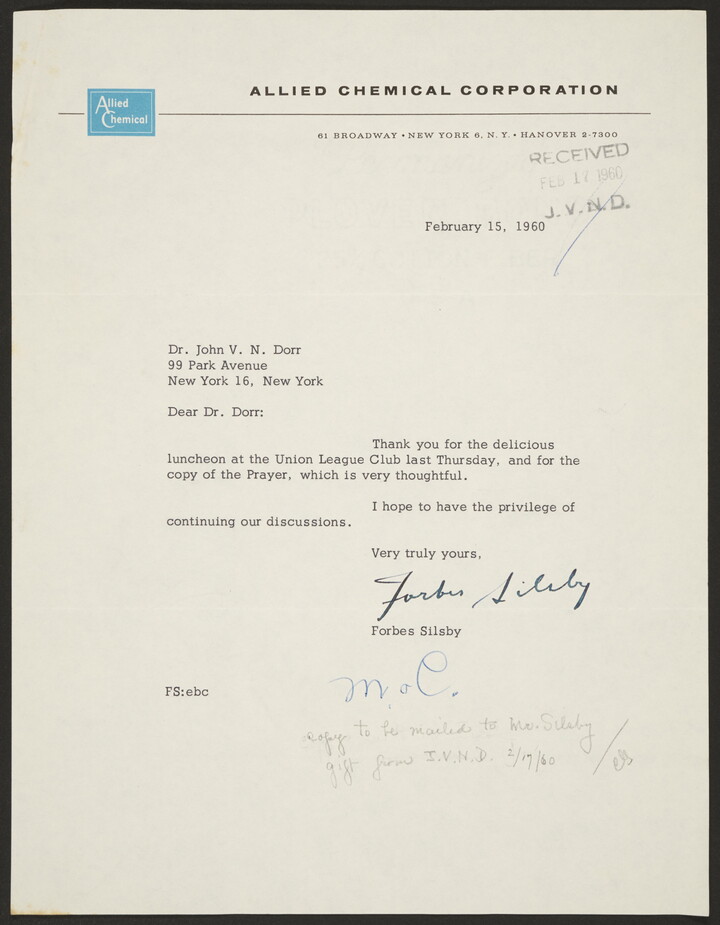 ALLIED CHEMICAL CORPORATION
Allied
Chemical
61 BROADWAY • NEW YORK 6, N. Y. • HANOVER 2-7300
RECEIVED
FEB 17 1960
J. V. N. D.
February 15, 1960
Dr. John V. N. Dorr
99 Park Avenue
New York 16, New York
Dear Dr. Dorr:
Thank you for the delicious
luncheon at the Union League Club last Thursday, and for the
copy of the Prayer, which is very thoughtful.
I hope to have the privilege of
continuing our discussions.
Very truly yours,
Forbes Silsby
Forbes Silsby
FS:ebc
M. o C.
copy to be mailed to Mr. Silsby
gift from J.V.N.D. 2/17/60